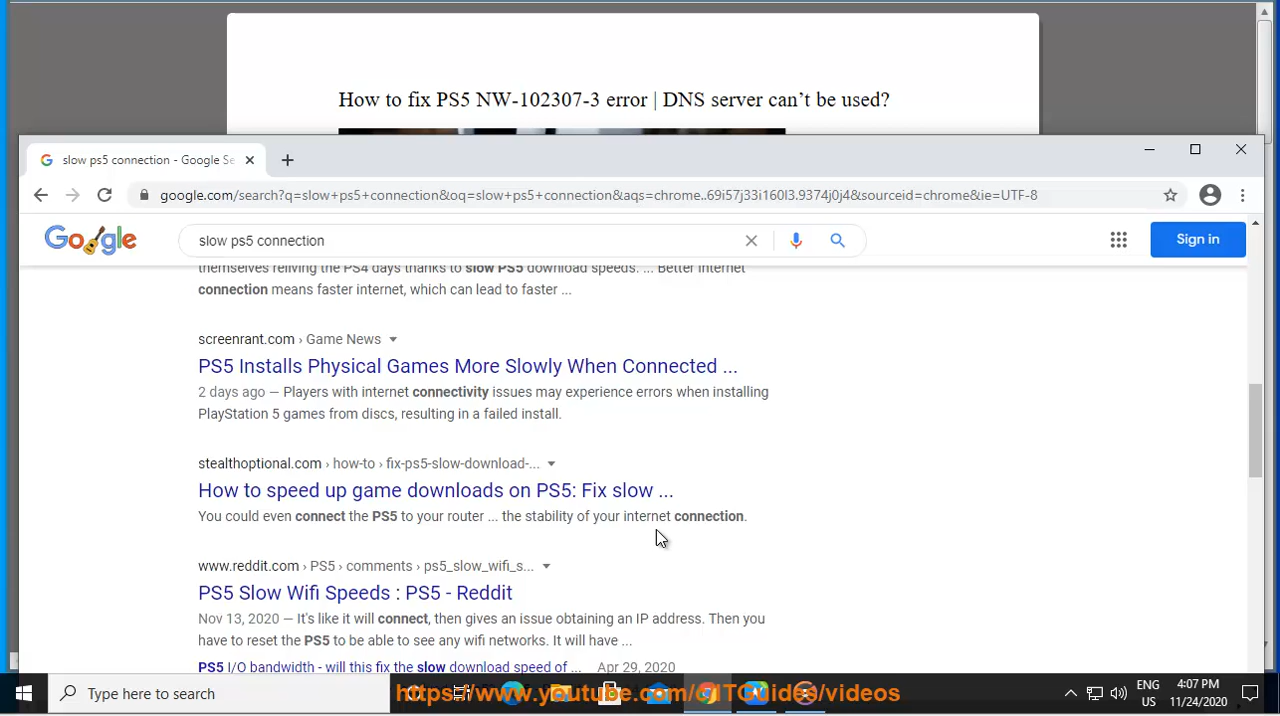 How to fix PS5 NW-102307-3 error | DNS server can’t be used?
slow ps5 connection - Google Se
google.com/search?q=slow+ps5+connection&oq=slow+ps5+connection&aqs=chrome..69i57j33i160l3.9374j0j4&sourceid=chrome&ie=UTF-8
Google
slow ps5 connection
Sign in
themselves reliving the PS4 days thanks to slow PS5 download speeds. ... Better internet
connection means faster internet, which can lead to faster ...
screenrant.com › Game News
PS5 Installs Physical Games More Slowly When Connected ...
2 days ago — Players with internet connectivity issues may experience errors when installing
PlayStation 5 games from discs, resulting in a failed install.
stealthoptional.com › how-to › fix-ps5-slow-download-...
How to speed up game downloads on PS5: Fix slow ...
You could even connect the PS5 to your router ... the stability of your internet connection.
www.reddit.com › PS5 › comments › ps5_slow_wifi_s...
PS5 Slow Wifi Speeds : PS5 - Reddit
Nov 13, 2020 — It's like it will connect, then gives an issue obtaining an IP address. Then you
have to reset the PS5 to be able to see any wifi networks. It will have ...
PS5 I/O bandwidth - will this fix the slow download speed of ... Apr 29, 2020
Type here to search
https://www.youtube.com/@ITGuides/videos
ENG
US
4:07 PM
11/24/2020